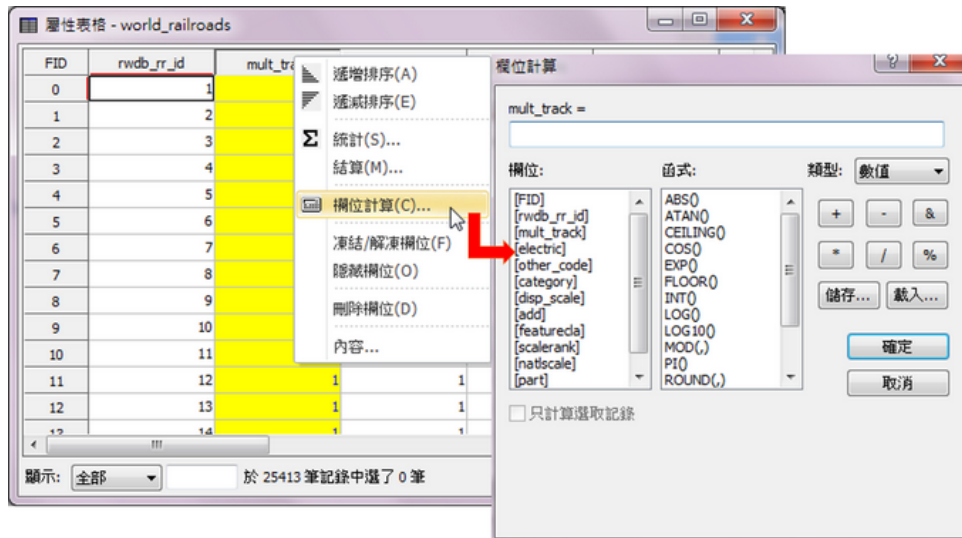 屬性表格 - world_railroads
FID rwdb_rr_id mult_tra
0 1
1 2
2 3
3 4
4 5
5 6
6 7
7 8
8 9
9 10
10 11
11 12 1 1
12 13 1 1
13 14 1 1
顯示: 全部 於 25413 筆記錄中選了 0 筆
遞增排序(A)
遞減排序(E)
Σ 統計(S)...
結算(M)...
欄位計算(C)...
凍結/解凍欄位(F)
隱藏欄位(O)
刪除欄位(D)
內容...
欄位計算
mult_track =
欄位:
[FID]
[rwdb_rr_id]
[mult_track]
[electric]
[other_code]
[category]
[disp_scale]
[add]
[featurecla]
[scalerank]
[natlscale]
[part]
函式:
ABS()
ATAN()
CEILING()
COS()
EXP()
FLOOR()
INT()
LOG()
LOG10()
MOD(,)
PI()
ROUND(,)
類型: 數值
+ - &
* / %
儲存... 載入...
確定
取消
只計算選取記錄